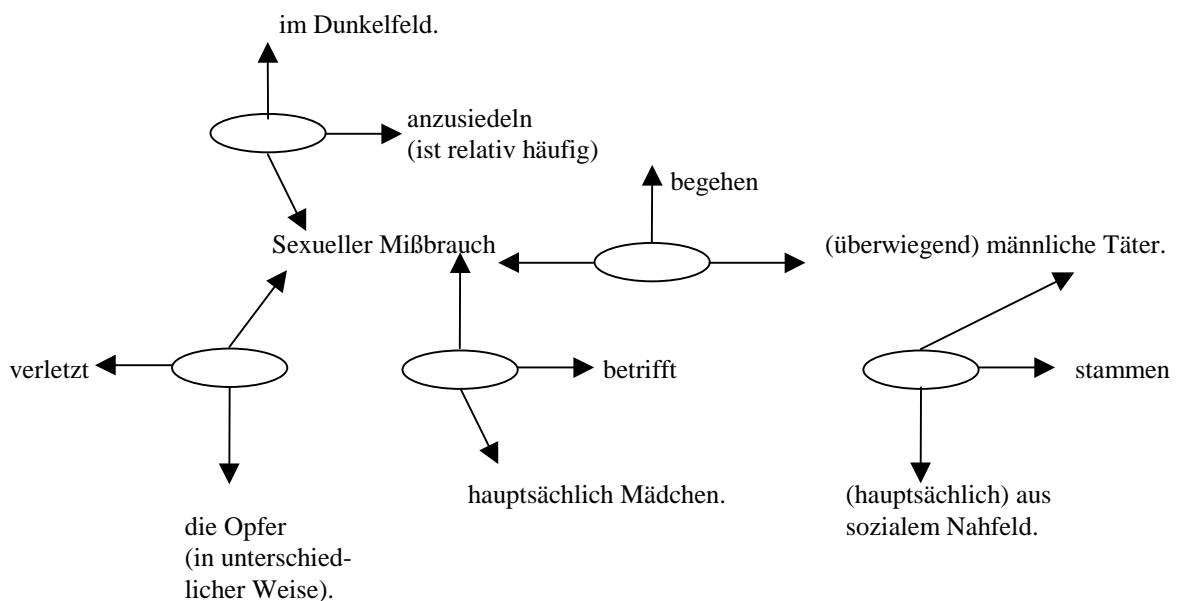 im Dunkelfeld.
anzusiedeln
(ist relativ häufig)
begehen
Sexueller Mißbrauch
(überwiegend) männliche Täter.
verletzt
betrifft
stammen
hauptsächlich Mädchen.
(hauptsächlich) aus
sozialem Nahfeld.
die Opfer
(in unterschied-
licher Weise).